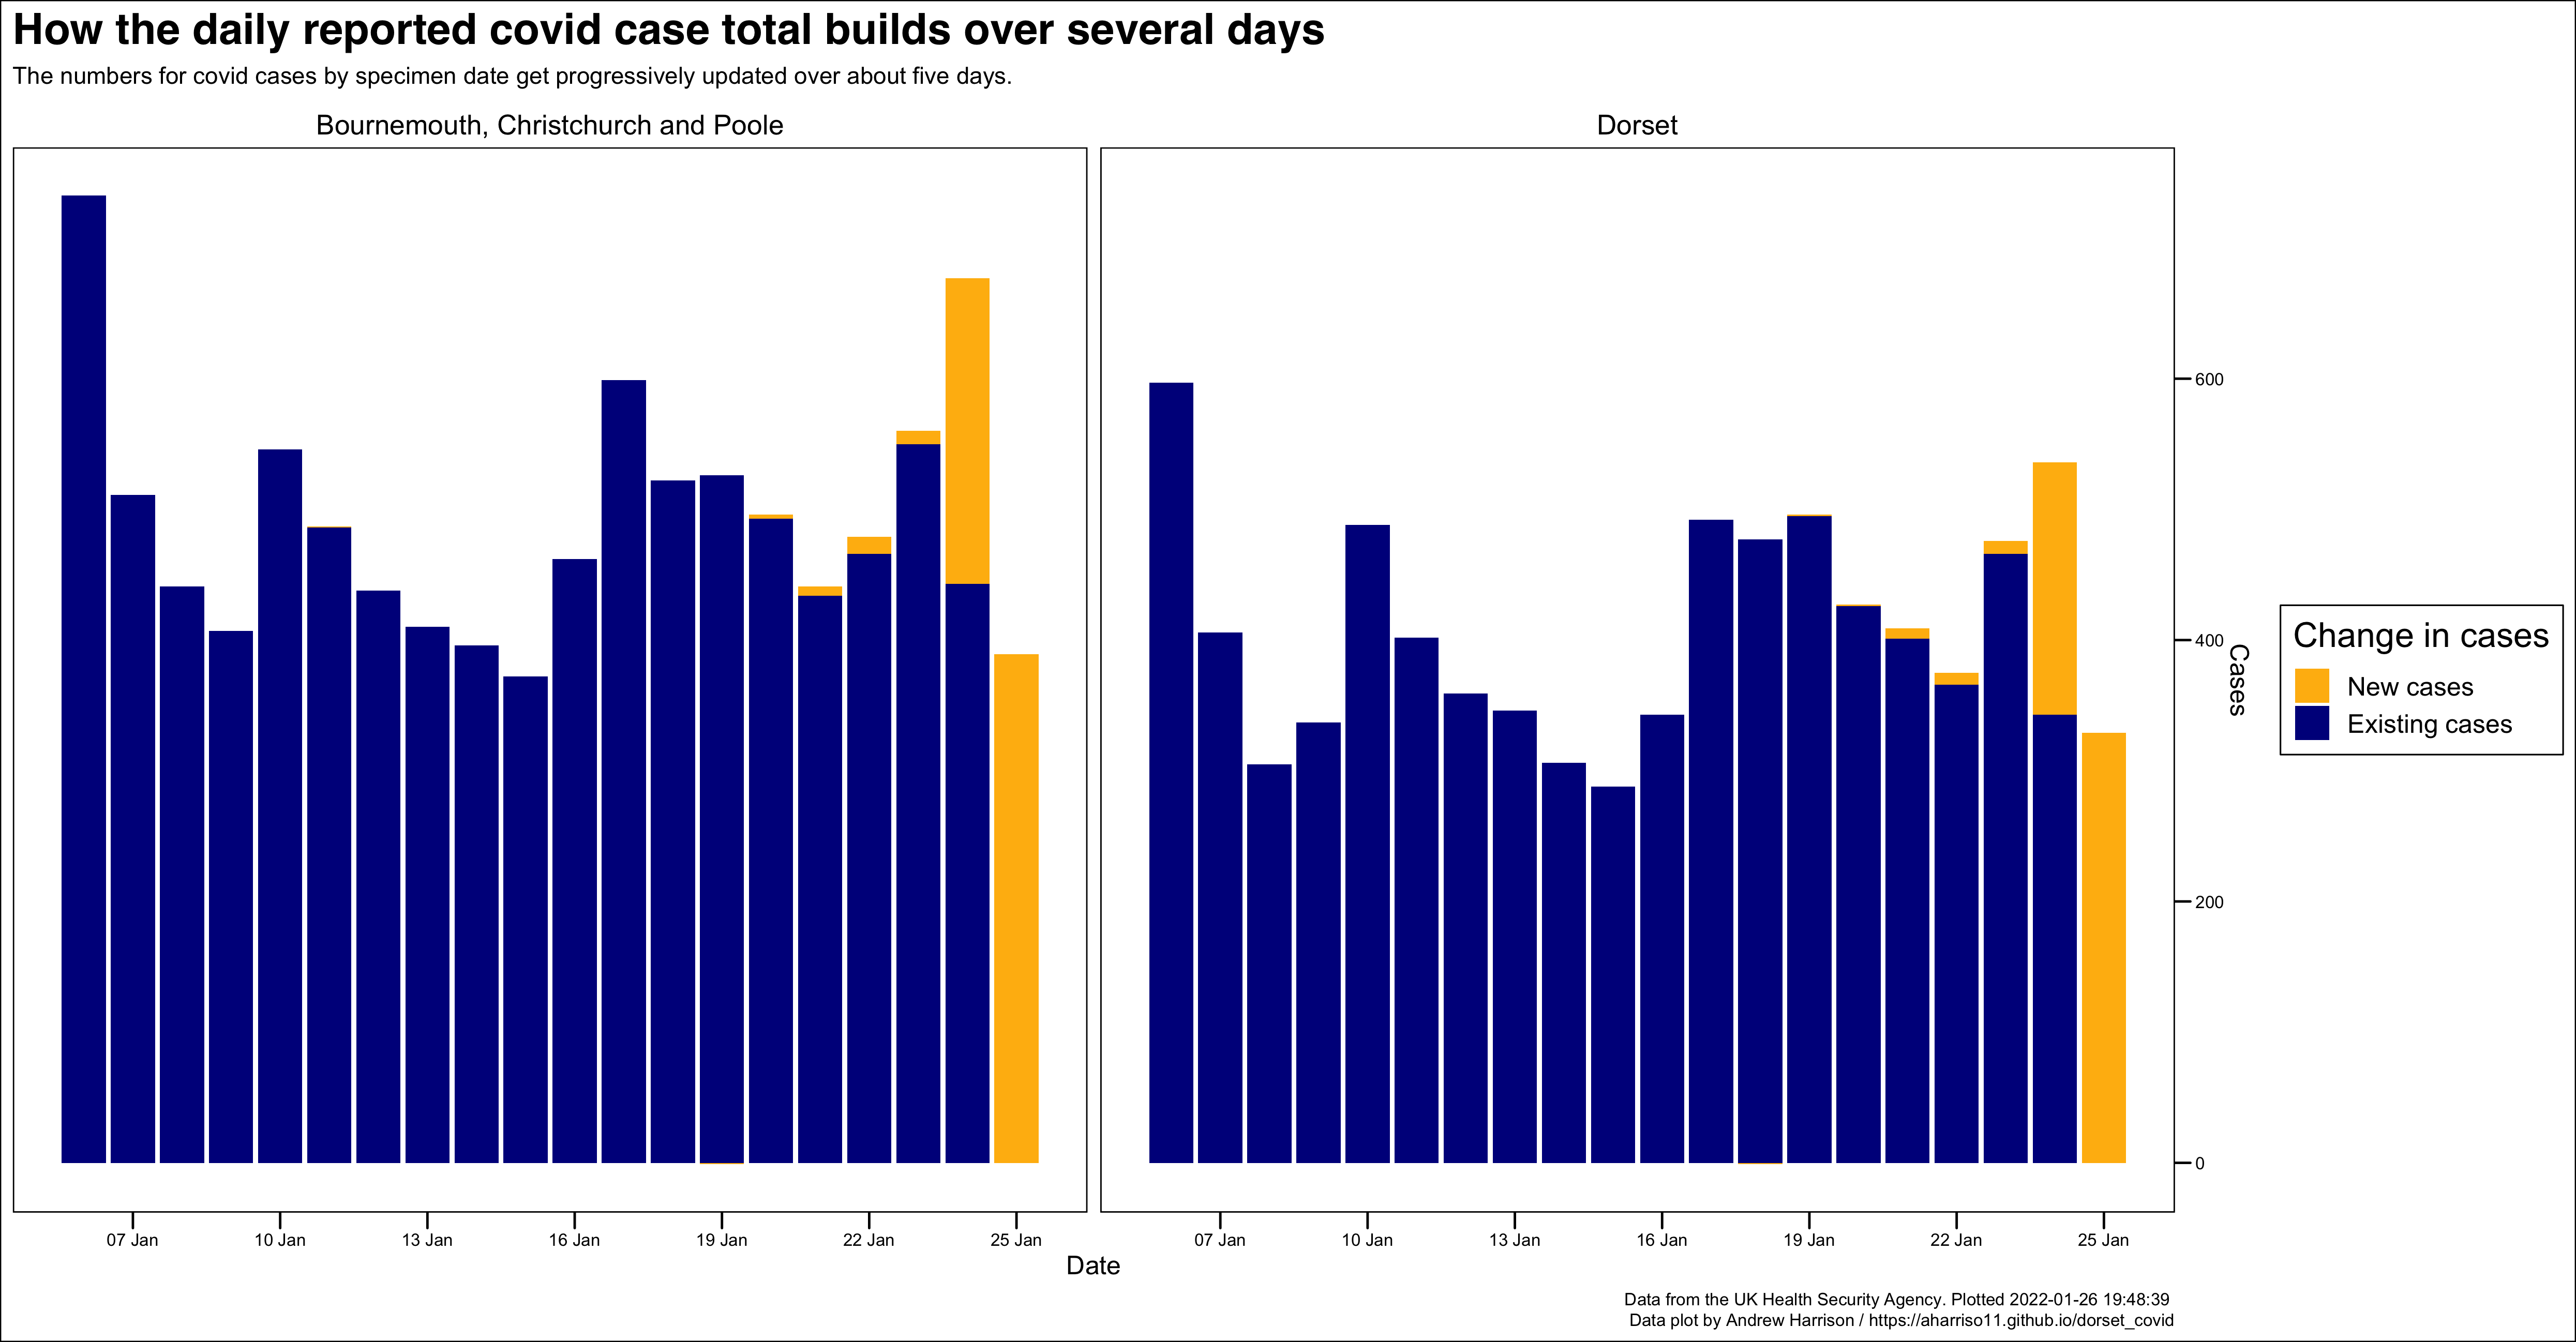 How the daily reported covid case total builds over several days
The numbers for covid cases by specimen date get progressively updated over about five days.
Bournemouth, Christchurch and Poole
Dorset
600
400
200
0
Cases
Change in cases
New cases
Existing cases
07 Jan 10 Jan 13 Jan 16 Jan 19 Jan 22 Jan 25 Jan
07 Jan 10 Jan 13 Jan 16 Jan 19 Jan 22 Jan 25 Jan
Date
Data from the UK Health Security Agency. Plotted 2022-01-26 19:48:39
Data plot by Andrew Harrison / https://aharriso11.github.io/dorset_covid